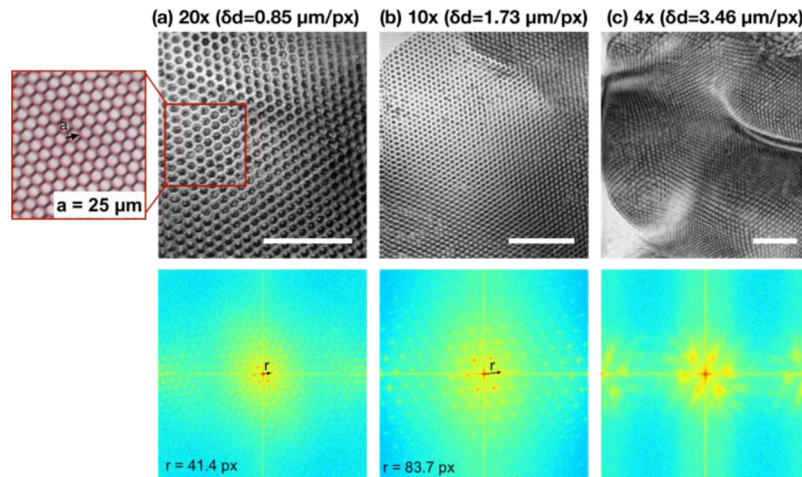 (a) 20x (δd=0.85 μm/px)
(b) 10x (δd=1.73 μm/px)
(c) 4x (δd=3.46 μm/px)
a
a = 25 μm
r
r
r = 41.4 px
r = 83.7 px